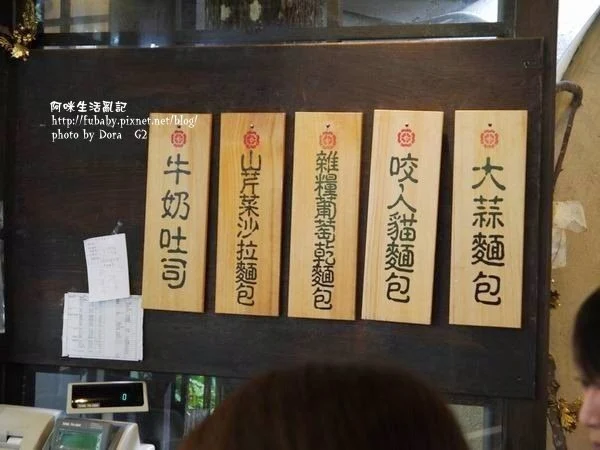 阿咪生活亂記
http://fubaby.pixnet.net/blog/
photo by Dora G2
大蒜麵包
咬人貓麵包
雜糧葡萄乾麵包
山芹菜沙拉麵包
牛奶吐司
0